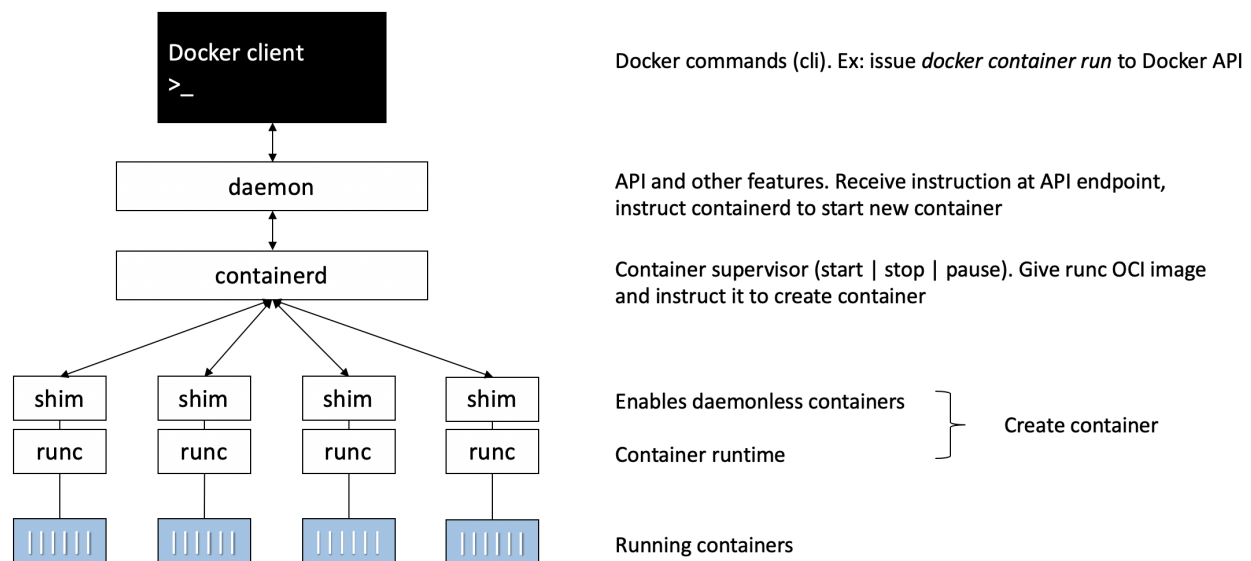 Docker client
>_
Docker commands (cli). Ex: issue docker container run to Docker API
daemon
API and other features. Receive instruction at API endpoint,
instruct containerd to start new container
containerd
Container supervisor (start | stop | pause). Give runc OCI image
and instruct it to create container
shim shim shim shim
Enables daemonless containers
Create container
runc runc runc runc
Container runtime
Running containers